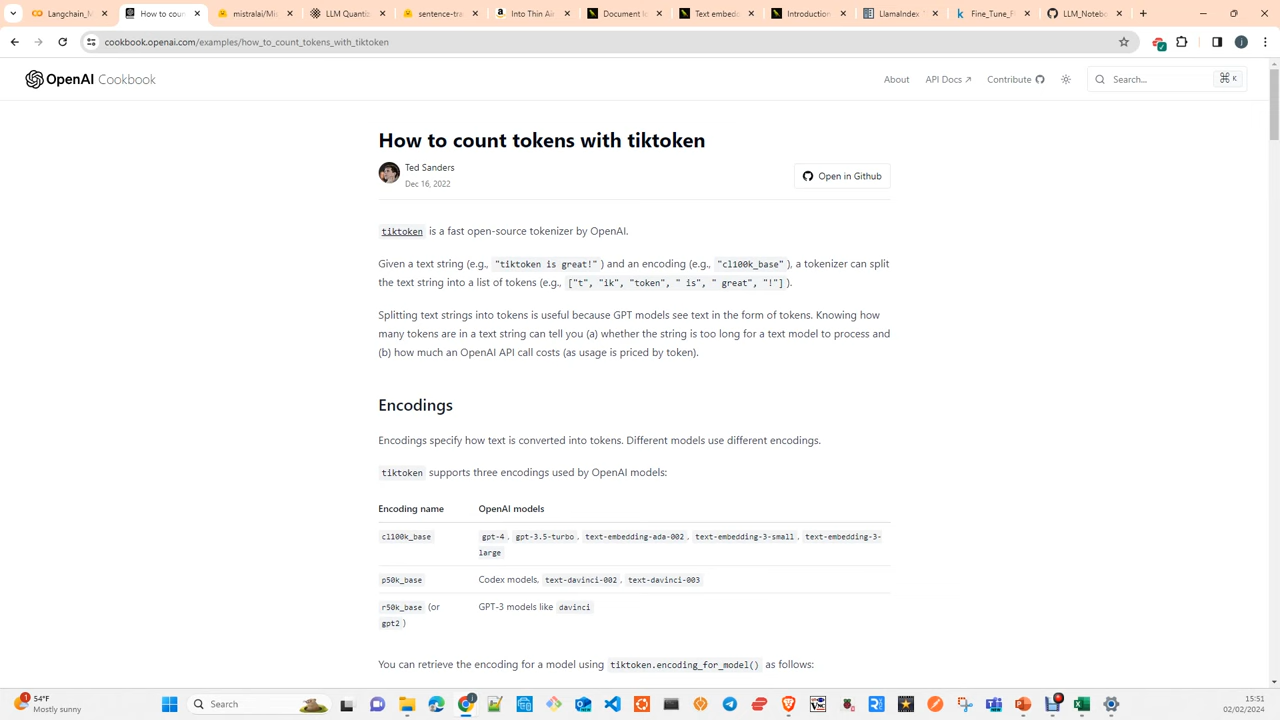 Langchain_M
How to coun
mistralai/Mi
LLM Quantiz
sentence-tra
Into Thin Air
Document lo
Text embedd
Introduction
LlamaIndex
Fine_Tune_F
LLM_Notebo
cookbook.openai.com/examples/how_to_count_tokens_with_tiktoken
OpenAI Cookbook
About
API Docs ↗
Contribute
Search...
⌘ K
How to count tokens with tiktoken
Ted Sanders
Dec 16, 2022
Open in Github
tiktoken is a fast open-source tokenizer by OpenAI.
Given a text string (e.g., "tiktoken is great!") and an encoding (e.g., "cl100k_base"), a tokenizer can split
the text string into a list of tokens (e.g., ["t", "ik", "token", " is", " great", "!"]).
Splitting text strings into tokens is useful because GPT models see text in the form of tokens. Knowing how
many tokens are in a text string can tell you (a) whether the string is too long for a text model to process and
(b) how much an OpenAI API call costs (as usage is priced by token).
Encodings
Encodings specify how text is converted into tokens. Different models use different encodings.
tiktoken supports three encodings used by OpenAI models:
Encoding name OpenAI models
cl100k_base gpt-4, gpt-3.5-turbo, text-embedding-ada-002, text-embedding-3-small, text-embedding-3-
large
p50k_base Codex models, text-davinci-002, text-davinci-003
r50k_base (or GPT-3 models like davinci
gpt2)
You can retrieve the encoding for a model using tiktoken.encoding_for_model() as follows:
54°F
Mostly sunny
Search
15:51
02/02/2024